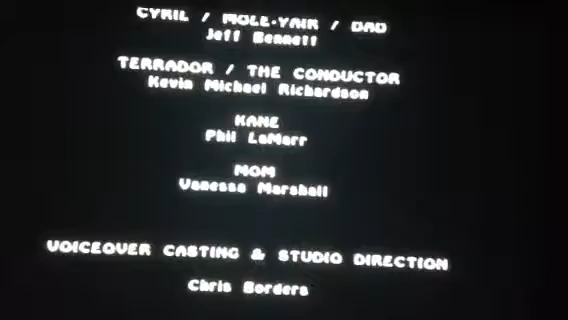 CYRIL / MOLE-YAIR / DAD
Jeff Bennett
TERRADOR / THE CONDUCTOR
Kevin Michael Richardson
KANE
Phil LaMarr
MOM
Vanessa Marshall
VOICEOVER CASTING & STUDIO DIRECTION
Chris Borders